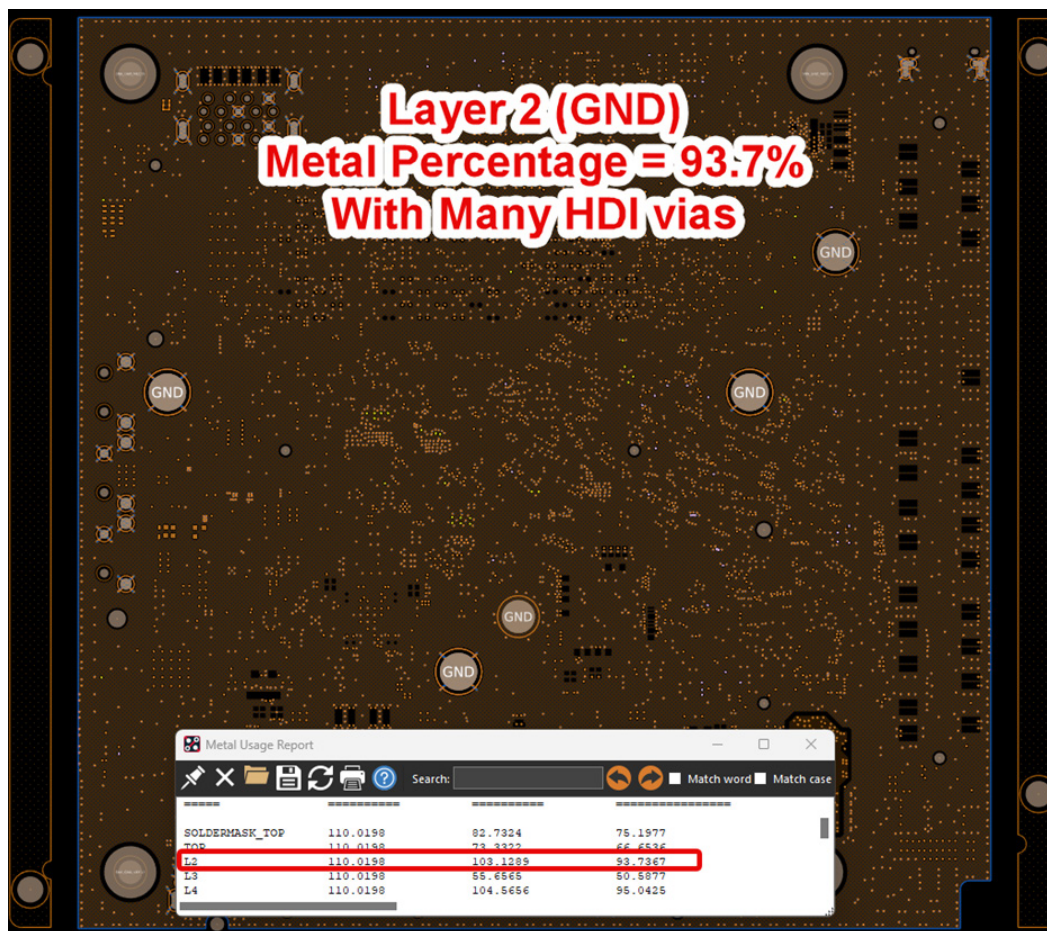 Layer 2 (GND)
Metal Percentage = 93.7%
With Many HDI vias
GND
GND
GND
GND
GND
Metal Usage Report
Search:
Match word
Match case
===== ========== ========== ================
SOLDERMASK_TOP 110.0198 82.7324 75.1977
TOP 110.0198 73.3322 66.6536
L2 110.0198 103.1289 93.7367
L3 110.0198 55.6565 50.5877
L4 110.0198 104.5656 95.0425